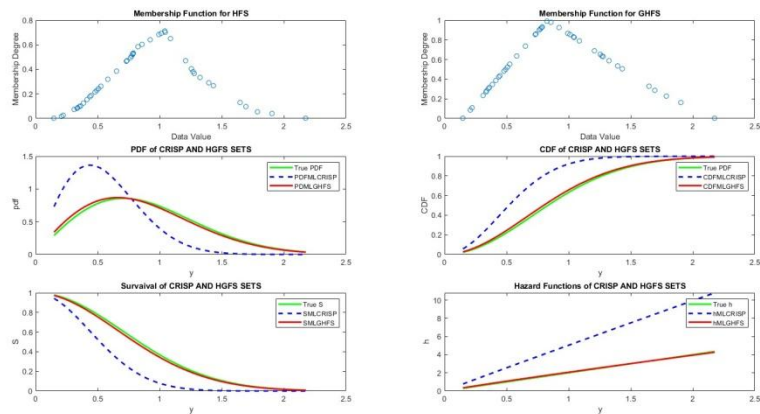 Membership Function for HFS
Membership Degree
0.8
0.6
0.4
0.2
0
0 0.5 1 1.5 2 2.5
Data Value
Membership Function for GHFS
Membership Degree
1
0.5
0
0 0.5 1 1.5 2 2.5
Data Value
PDF of CRISP AND HGFS SETS
pdf
1.5
1
0.5
0
0 0.5 1 1.5 2 2.5
y
True PDF
PDFMLCRISP
PDMLGHFS
CDF of CRISP AND HGFS SETS
CDF
1
0.8
0.6
0.4
0.2
0
0 0.5 1 1.5 2 2.5
y
True PDF
CDFMLCRISP
CDFMLGHFS
Survaival of CRISP AND HGFS SETS
S
1
0.8
0.6
0.4
0.2
0
0 0.5 1 1.5 2 2.5
y
True S
SMLCRISP
SMLGHFS
Hazard Functions of CRISP AND HGFS SETS
h
10
8
6
4
2
0
0 0.5 1 1.5 2 2.5
y
True h
hMLCRISP
hMLGHFS